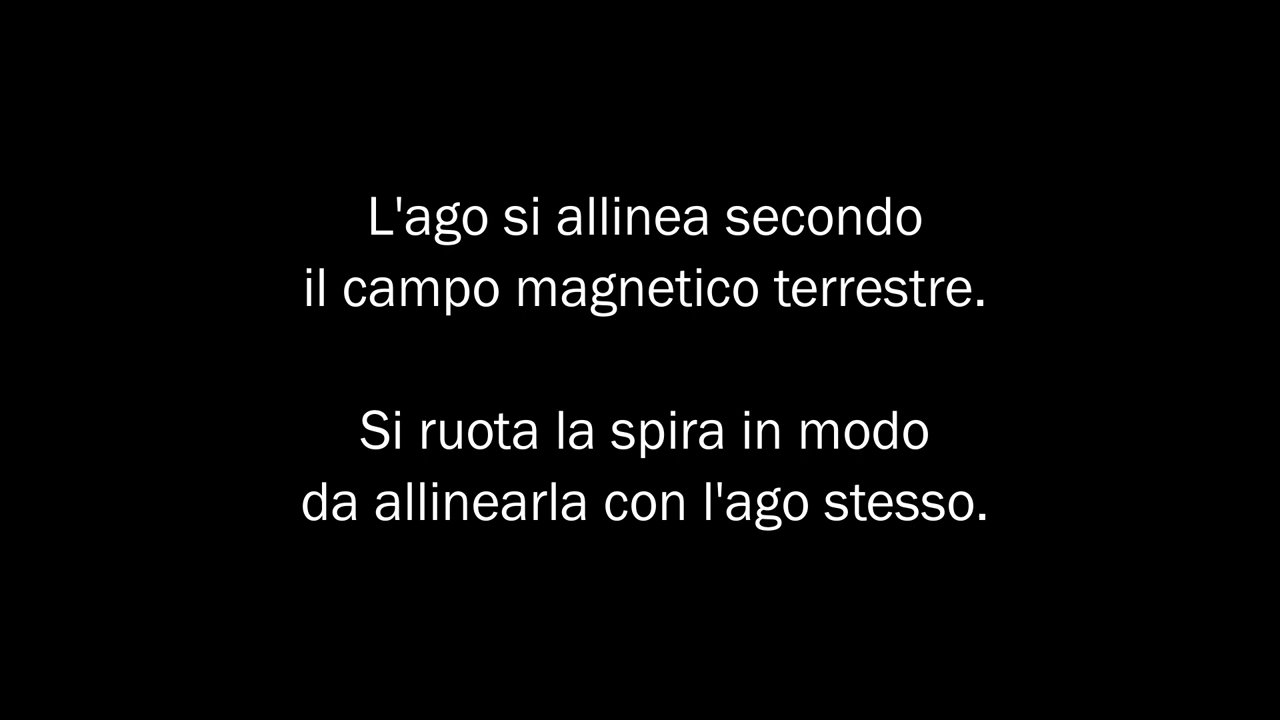 L'ago si allinea secondo
il campo magnetico terrestre.
Si ruota la spira in modo
da allinearla con l'ago stesso.